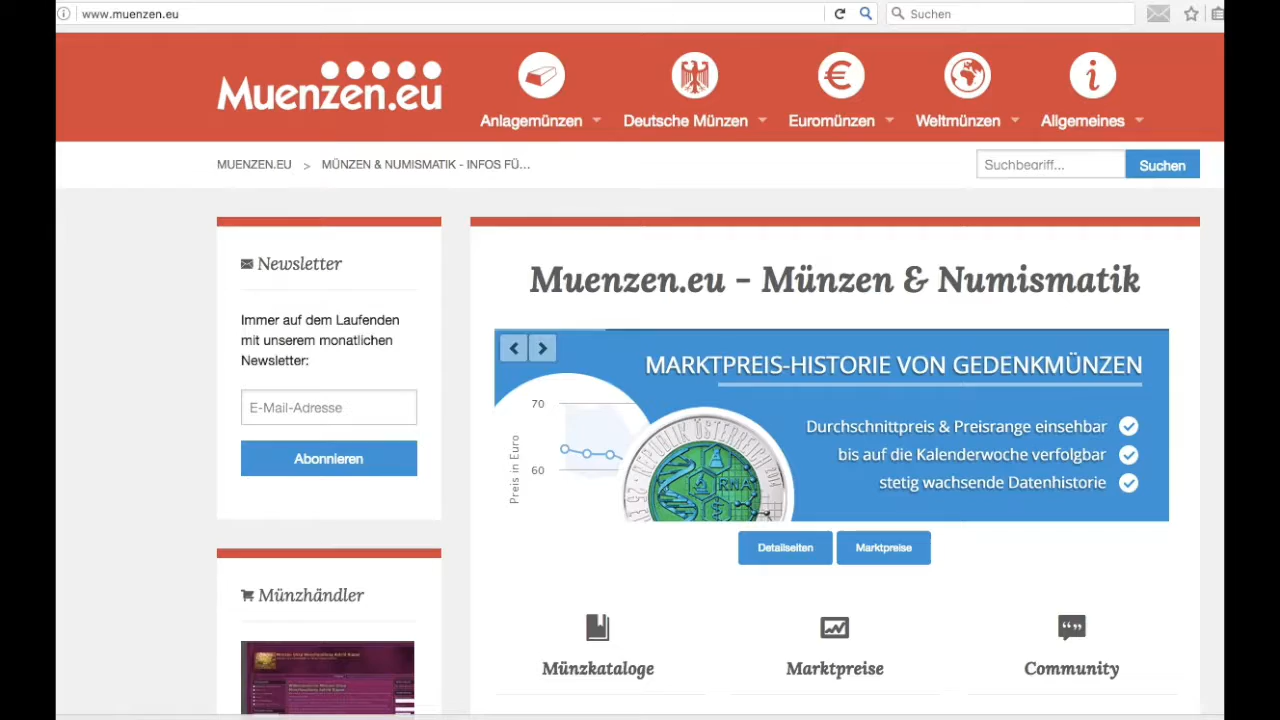 www.muenzen.eu
Suchen
Muenzen.eu
Anlagemünzen
Deutsche Münzen
Euromünzen
Weltmünzen
Allgemeines
MUENZEN.EU > MÜNZEN & NUMISMATIK - INFOS FÜ...
Suchbegriff...
Suchen
Newsletter
Immer auf dem Laufenden
mit unserem monatlichen
Newsletter:
E-Mail-Adresse
Abonnieren
Münzhändler
Muenzen.eu - Münzen & Numismatik
MARKTPREIS-HISTORIE VON GEDENKMÜNZEN
Durchschnittpreis & Preisrange einsehbar
bis auf die Kalenderwoche verfolgbar
stetig wachsende Datenhistorie
70
60
Preis in Euro
REPUBLIK ÖSTERREICH 2014
25
RNA
Detailseiten
Marktpreise
Münzkataloge
Marktpreise
Community